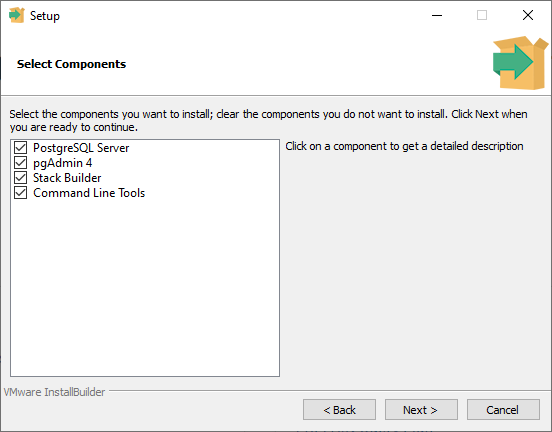 Setup
Select Components
Select the components you want to install; clear the components you do not want to install. Click Next when
you are ready to continue.
PostgreSQL Server
pgAdmin 4
Stack Builder
Command Line Tools
Click on a component to get a detailed description
VMware InstallBuilder
< Back
Next >
Cancel